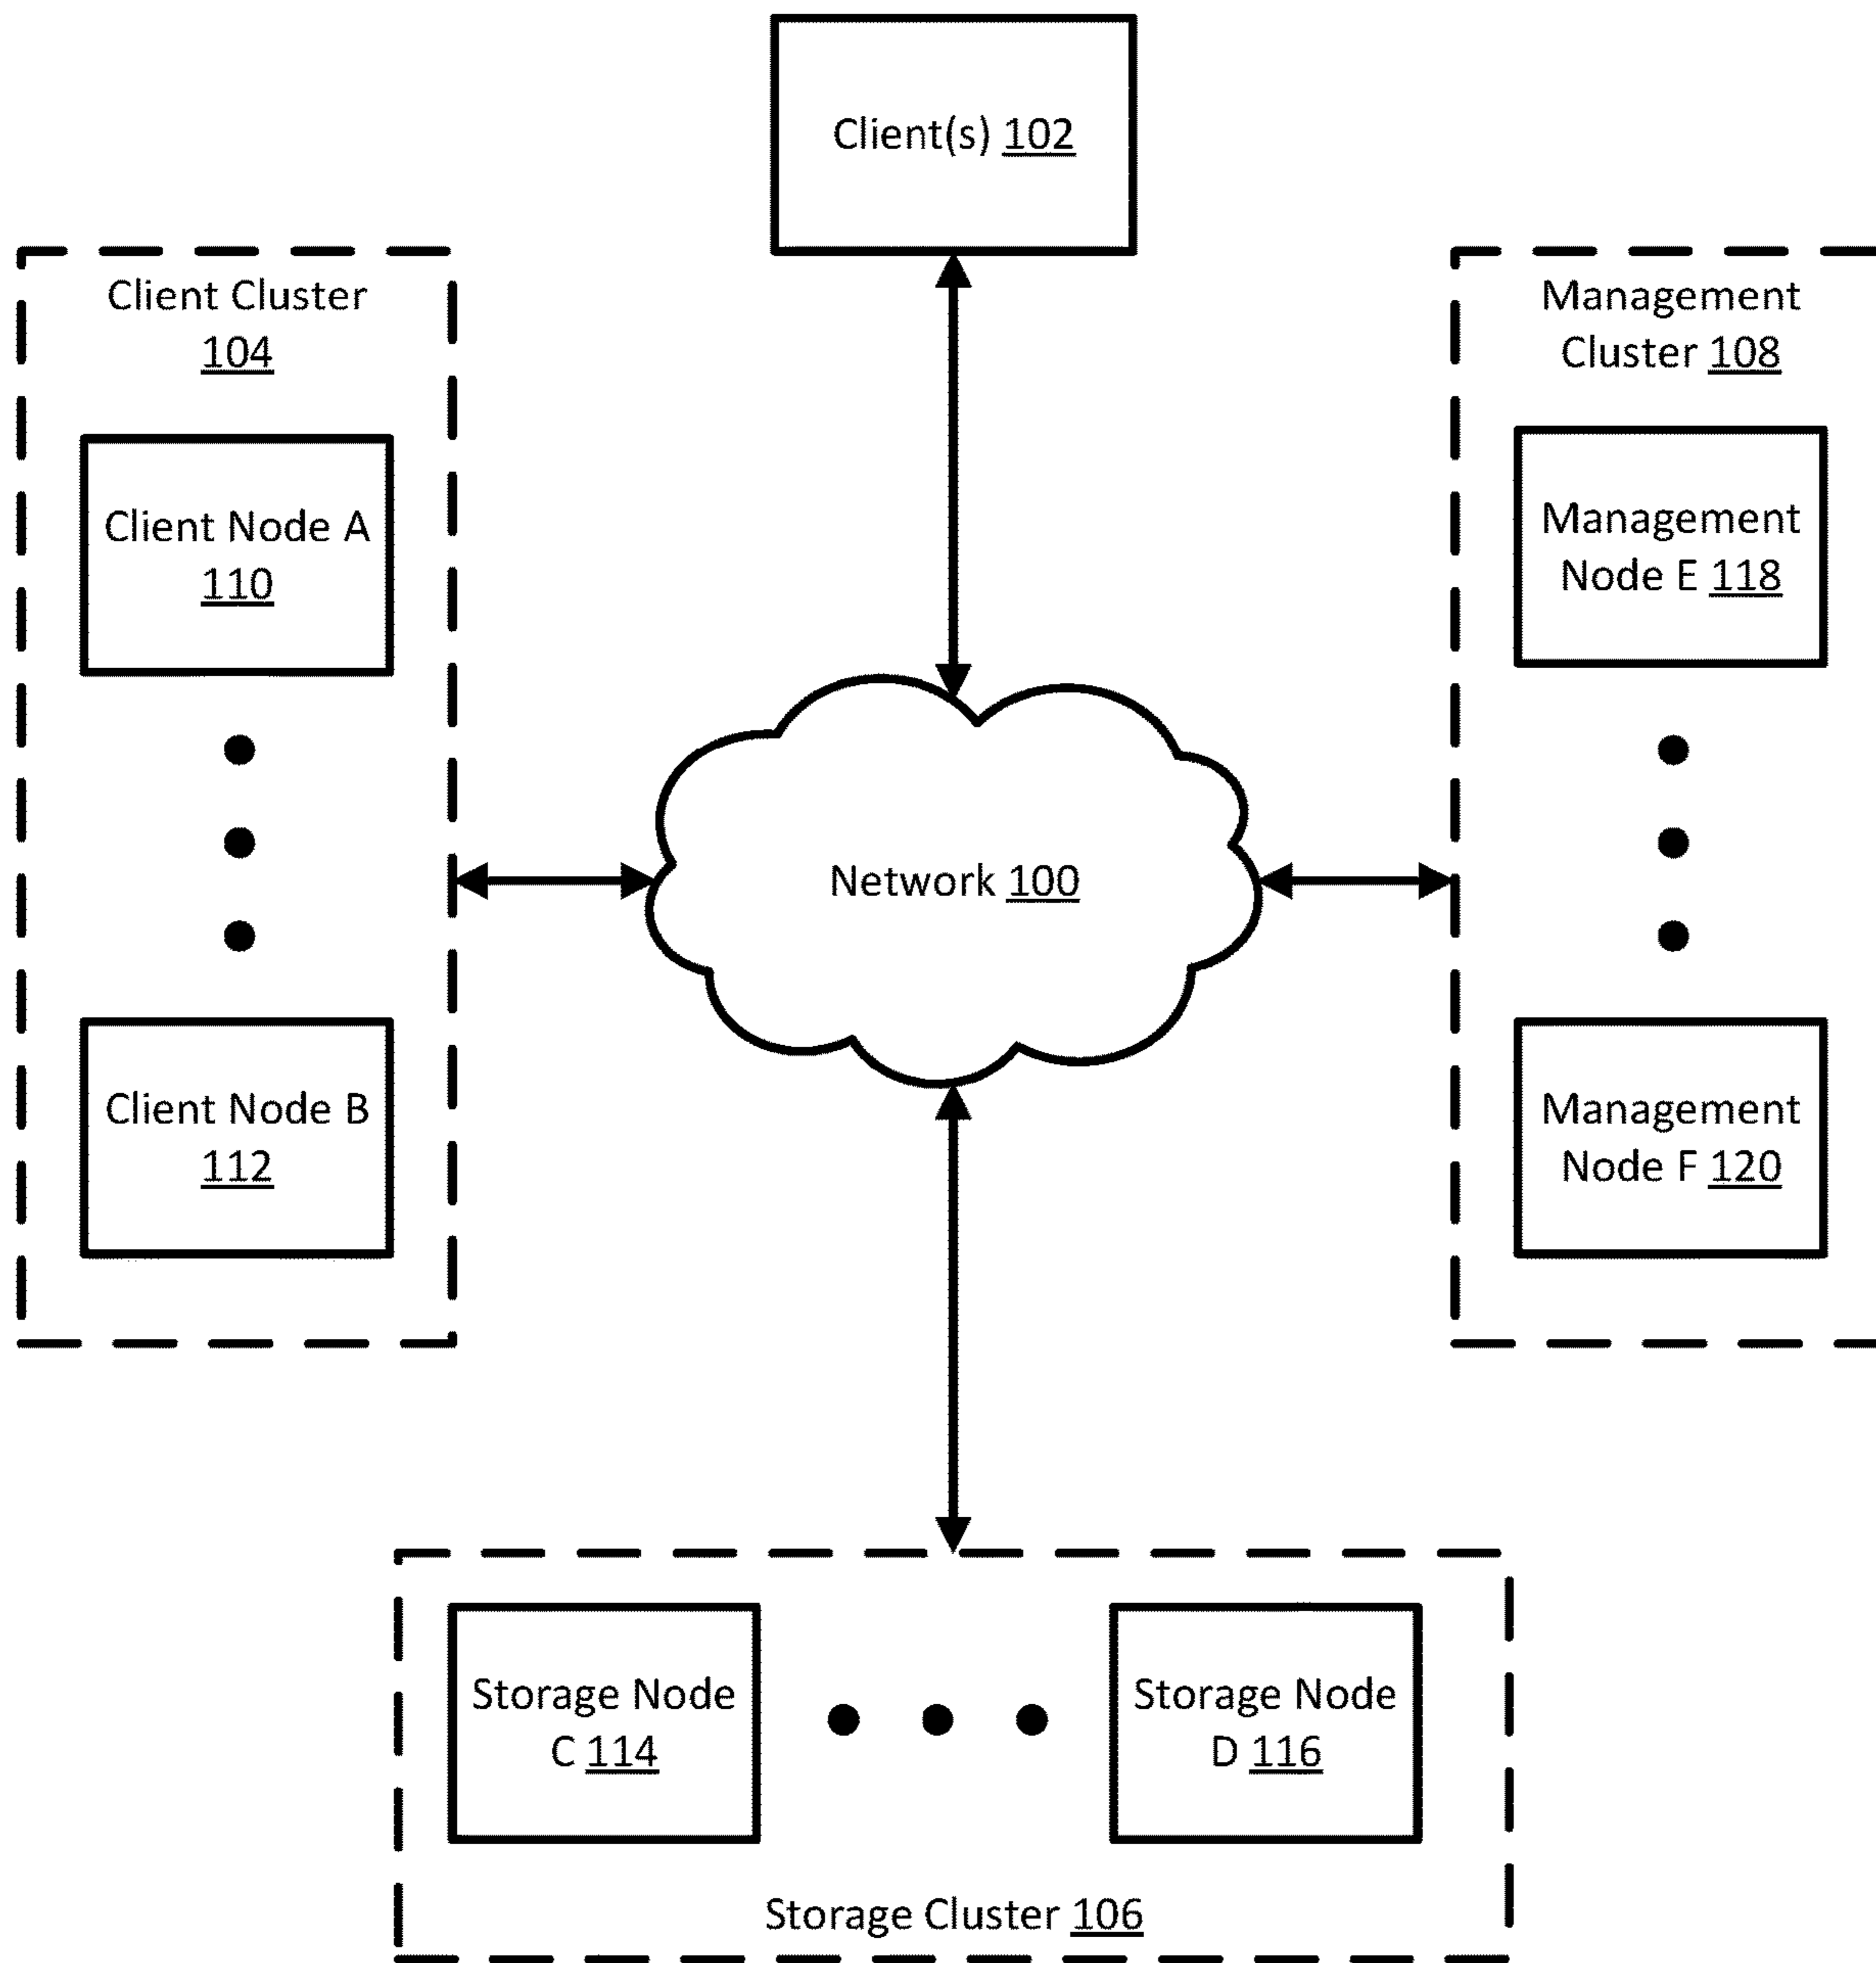 Client(s) 102
Client Cluster
104
Client Node A
110
Client Node B
112
Network 100
Management
Cluster 108
Management
Node E 118
Management
Node F 120
Storage Node
C 114
Storage Node
D 116
Storage Cluster 106